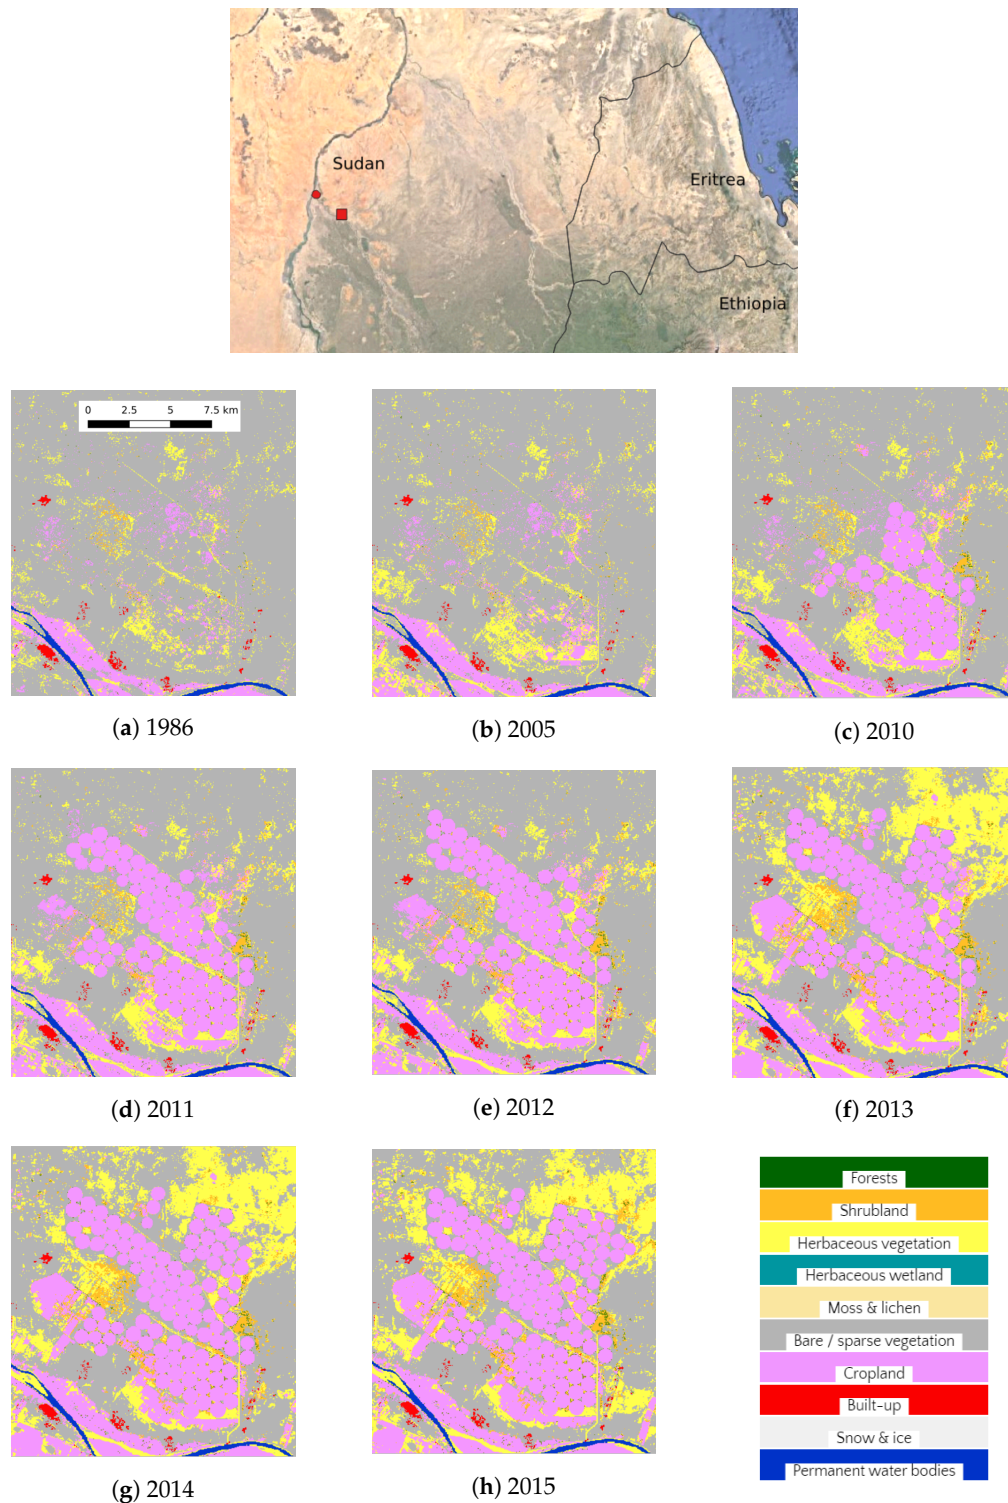 Sudan
Eritrea
Ethiopia
0 2.5 5 7.5 km
(a) 1986
(b) 2005
(c) 2010
(d) 2011
(e) 2012
(f) 2013
(g) 2014
(h) 2015
Forests
Shrubland
Herbaceous vegetation
Herbaceous wetland
Moss & lichen
Bare / sparse vegetation
Cropland
Built-up
Snow & ice
Permanent water bodies